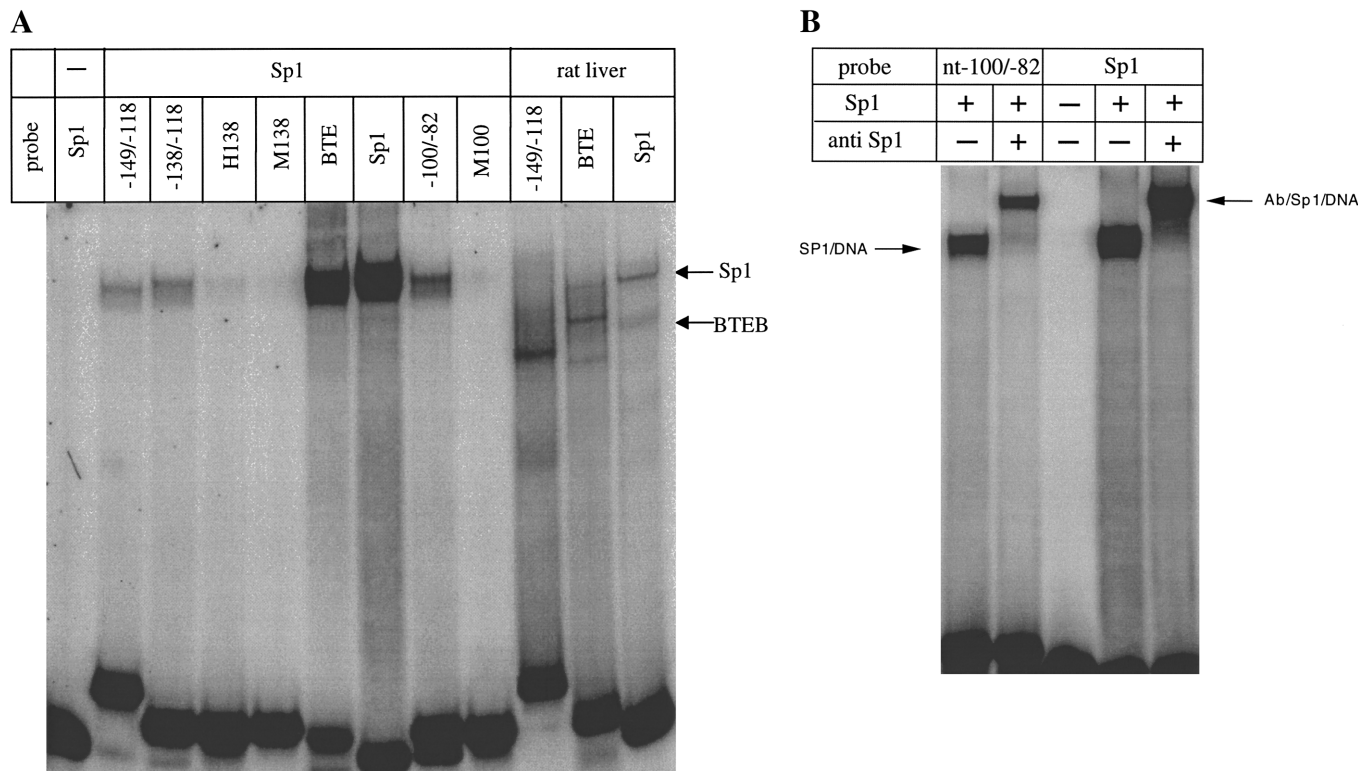 A
— Sp1 rat liver
probe Sp1 -149/-118 -138/-118 H138 M138 BTE Sp1 -100/-82 M100 -149/-118 BTE Sp1
Sp1
BTEB
B
probe nt-100/-82 Sp1
Sp1 + + — + +
anti Sp1 — + — — +
Ab/Sp1/DNA
SP1/DNA